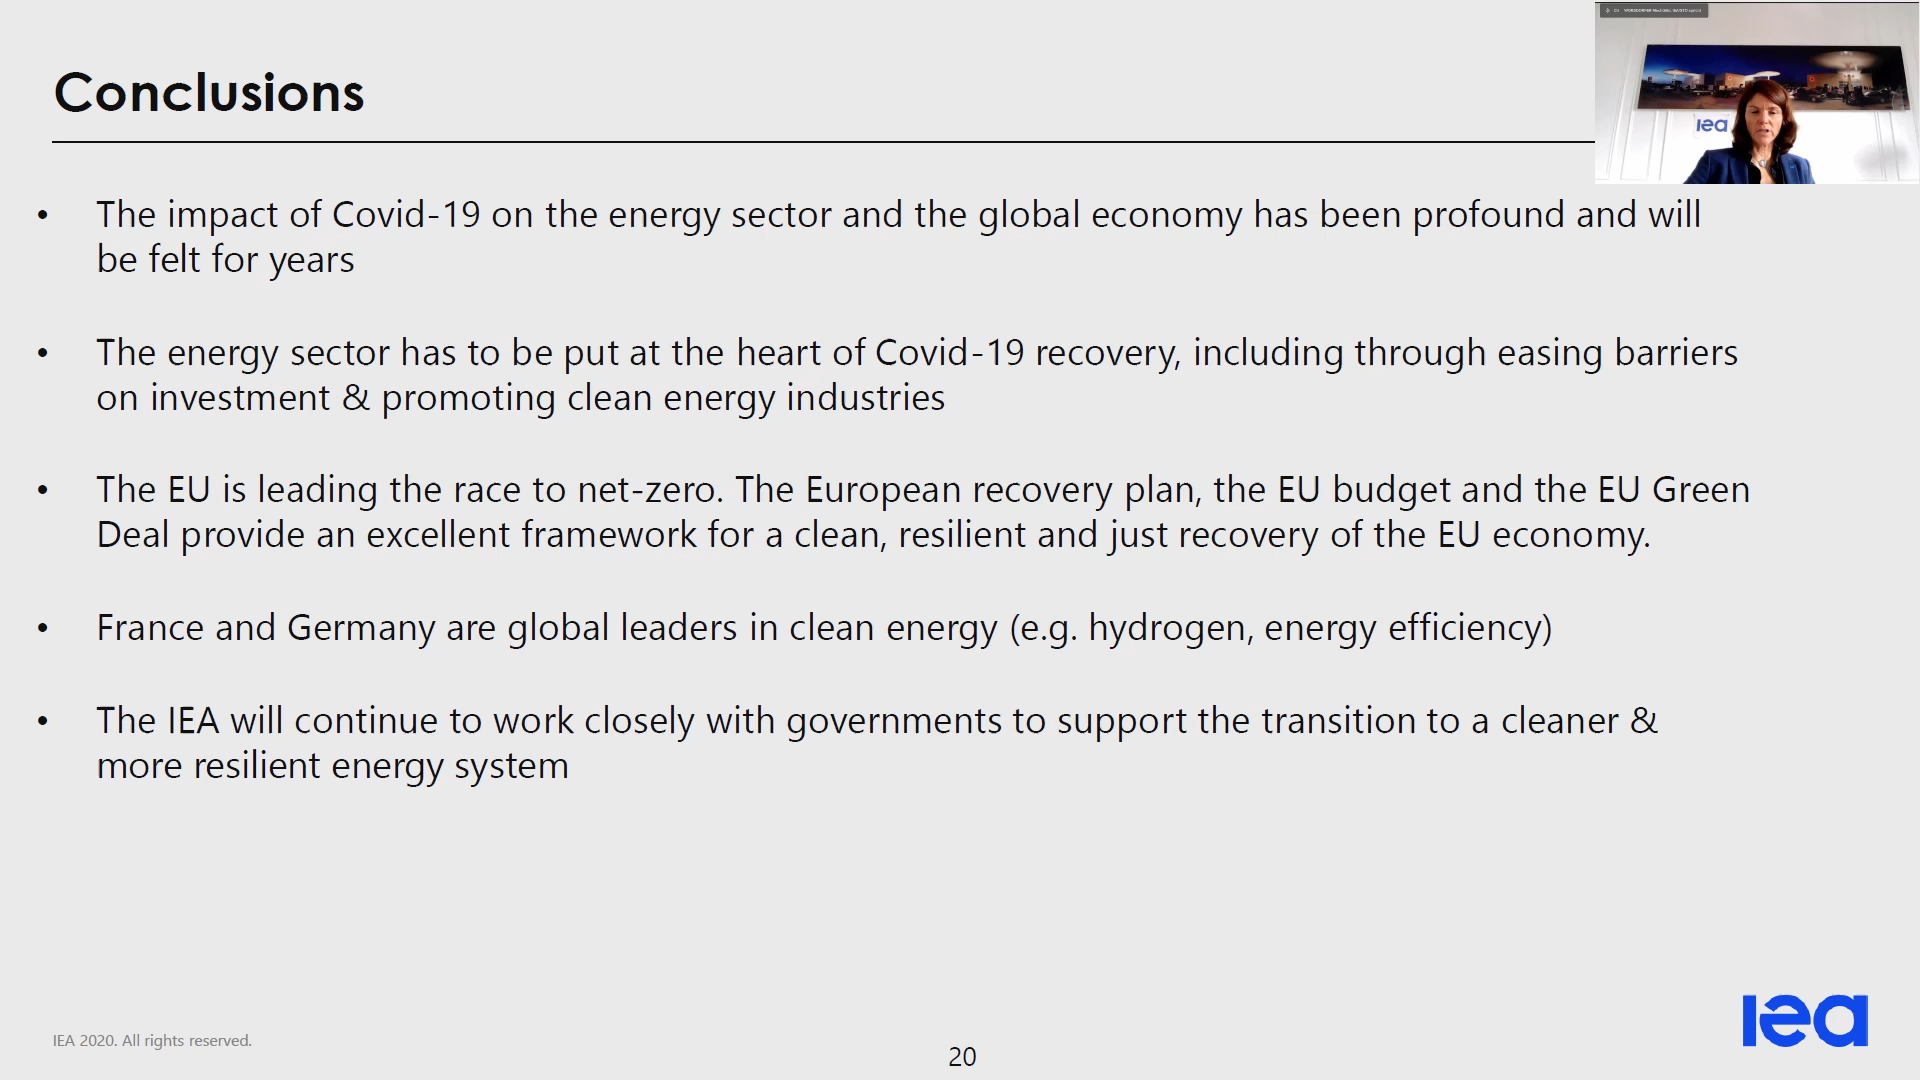 Conclusions
iea
• The impact of Covid-19 on the energy sector and the global economy has been profound and will
be felt for years
• The energy sector has to be put at the heart of Covid-19 recovery, including through easing barriers
on investment & promoting clean energy industries
• The EU is leading the race to net-zero. The European recovery plan, the EU budget and the EU Green
Deal provide an excellent framework for a clean, resilient and just recovery of the EU economy.
• France and Germany are global leaders in clean energy (e.g. hydrogen, energy efficiency)
• The IEA will continue to work closely with governments to support the transition to a cleaner &
more resilient energy system
IEA 2020. All rights reserved.
20
iea